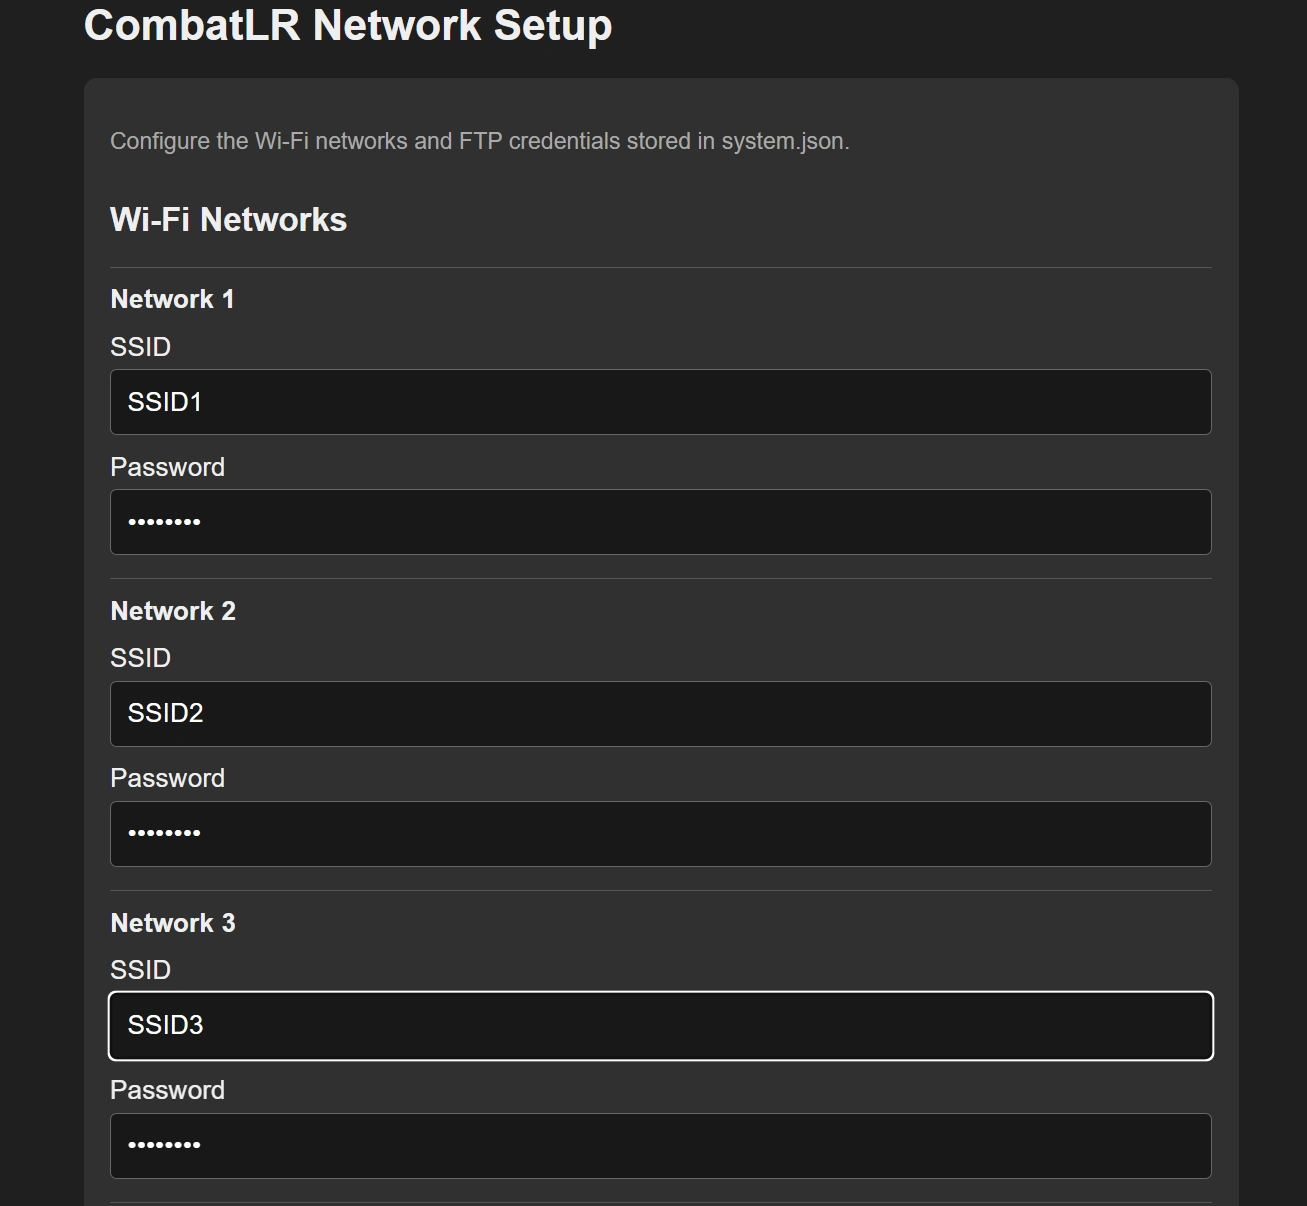 CombatLR Network Setup
Configure the Wi-Fi networks and FTP credentials stored in system.json.
Wi-Fi Networks
Network 1
SSID
SSID1
Password
••••••••
Network 2
SSID
SSID2
Password
••••••••
Network 3
SSID
SSID3
Password
••••••••